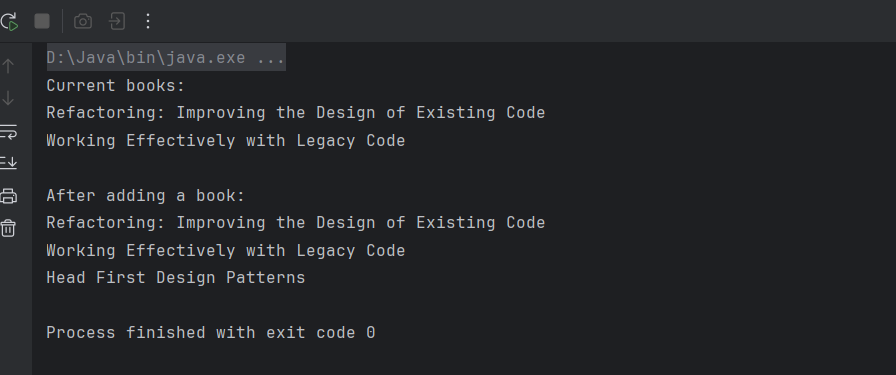 D:\Java\bin\java.exe ...
Current books:
Refactoring: Improving the Design of Existing Code
Working Effectively with Legacy Code
After adding a book:
Refactoring: Improving the Design of Existing Code
Working Effectively with Legacy Code
Head First Design Patterns
Process finished with exit code 0